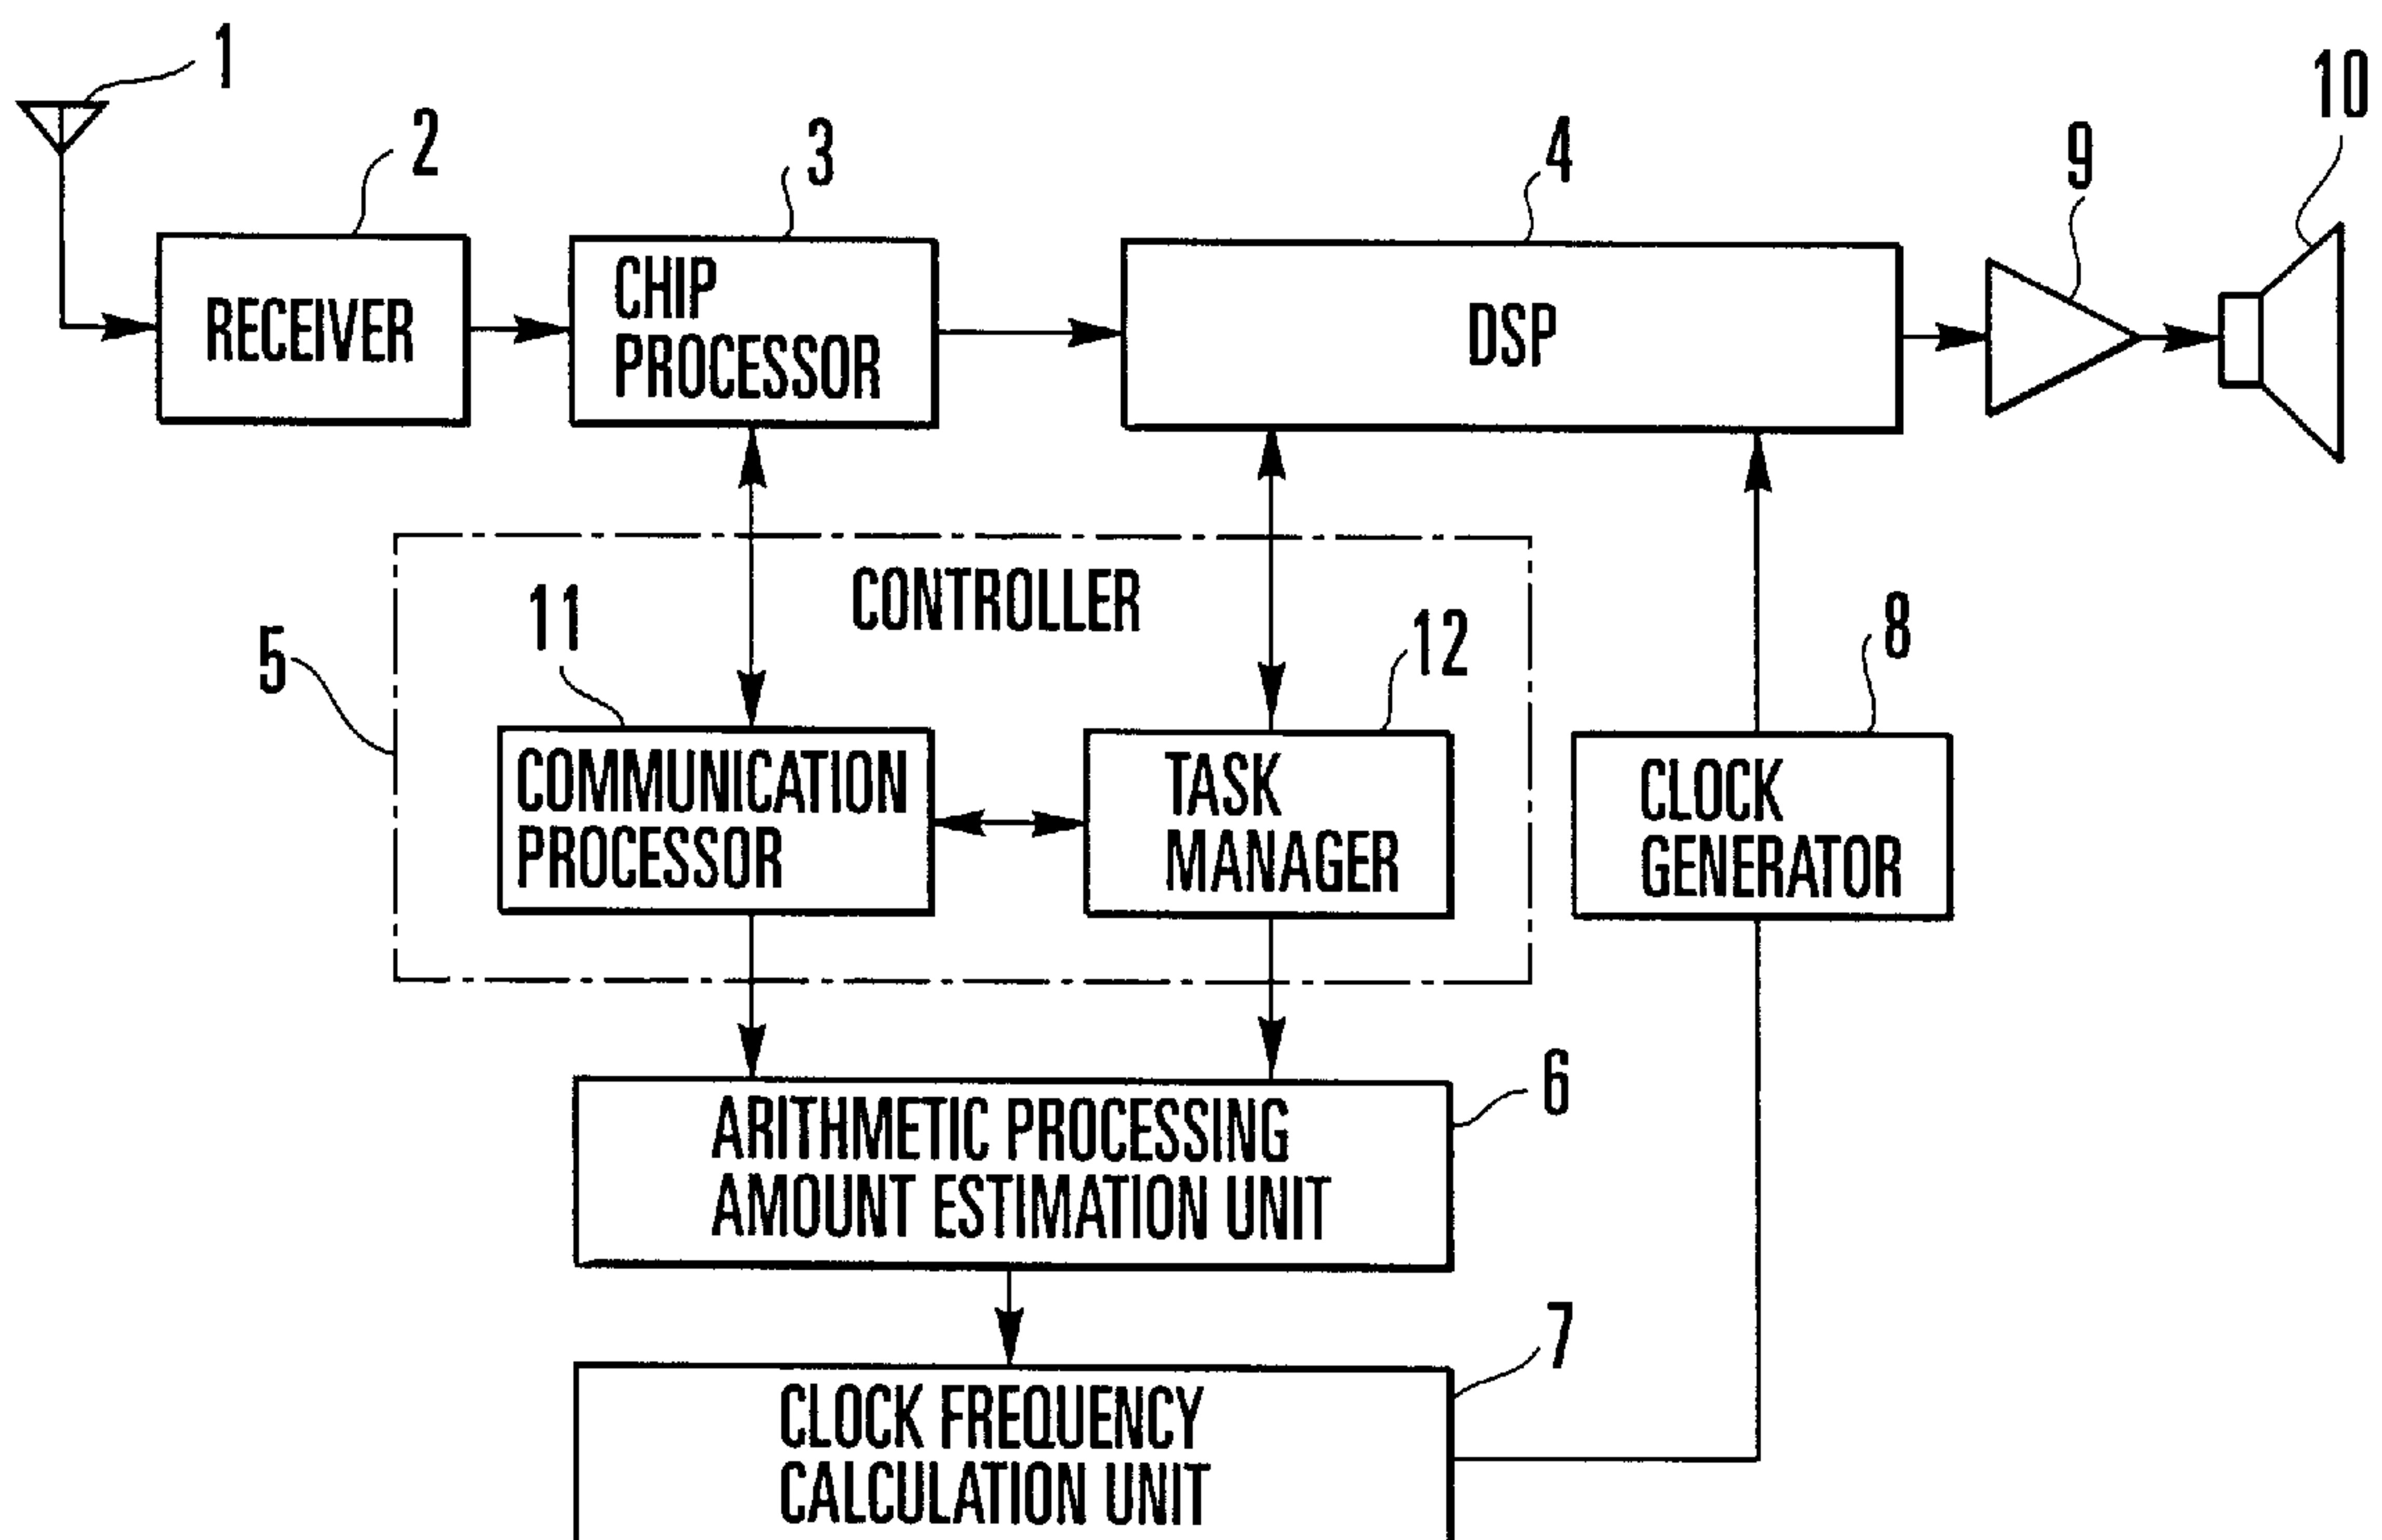 1
2
3
4
9
10
RECEIVER
CHIP
PROCESSOR
DSP
CONTROLLER
5
11
12
8
COMMUNICATION
PROCESSOR
TASK
MANAGER
CLOCK
GENERATOR
6
ARITHMETIC PROCESSING
AMOUNT ESTIMATION UNIT
7
CLOCK FREQUENCY
CALCULATION UNIT